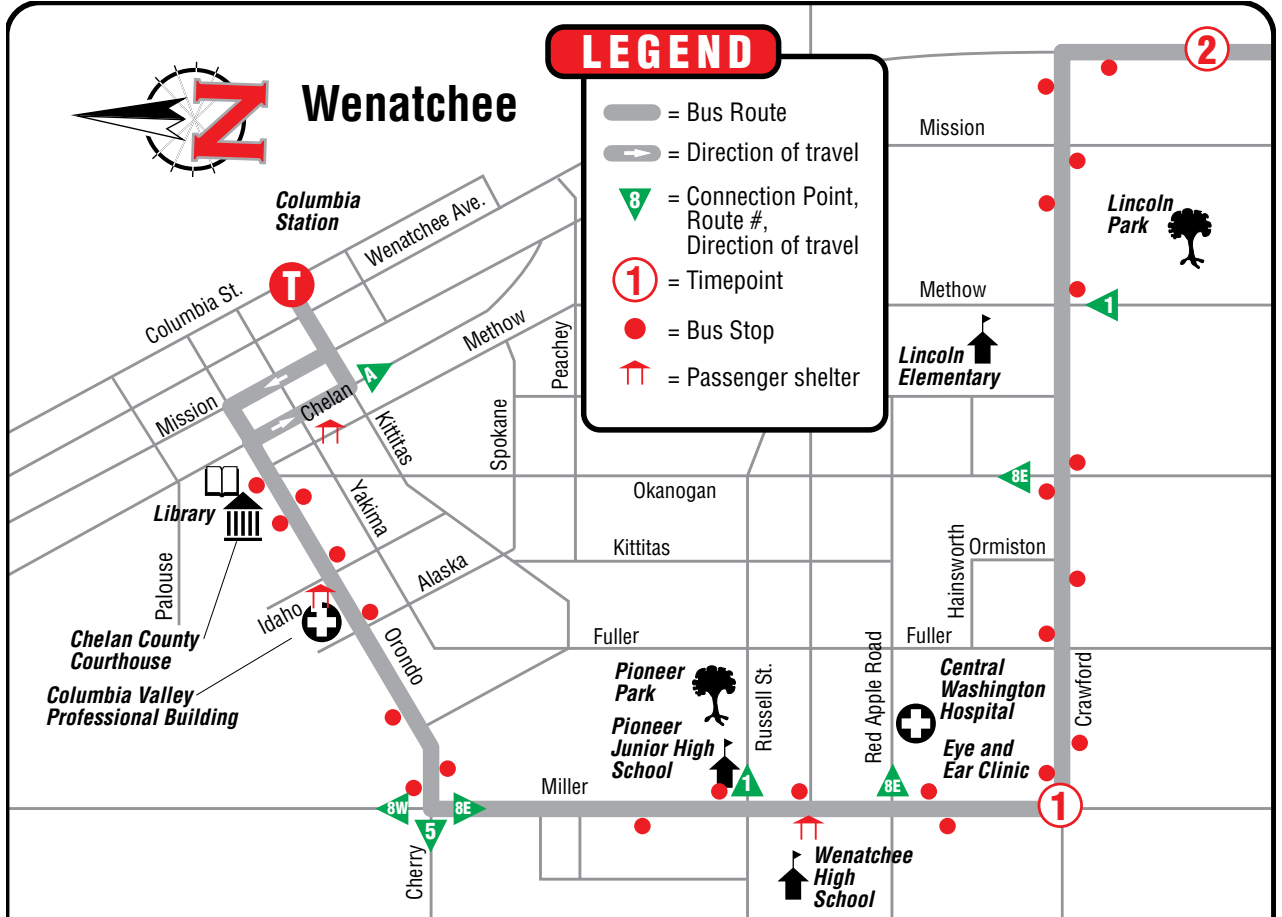 LEGEND
= Bus Route
= Direction of travel
8
= Connection Point,
Route #,
Direction of travel
1
= Timepoint
= Bus Stop
= Passenger shelter
N
Wenatchee
Columbia
Station
T
Wenatchee Ave.
Columbia St.
Methow
Mission
Chelan
A
Kittitas
Spokane
Peachey
Yakima
Library
Palouse
Alaska
Idaho
Orondo
Chelan County
Courthouse
Columbia Valley
Professional Building
2
Mission
Lincoln
Park
Methow
1
Lincoln
Elementary
Okanogan
8E
Kittitas
Ormiston
Hainsworth
Fuller
Fuller
Pioneer
Park
Pioneer
Junior High
School
Russell St.
Red Apple Road
Central
Washington
Hospital
Eye and
Ear Clinic
Crawford
Miller
1
8E
1
8W
8E
5
Cherry
Wenatchee
High
School